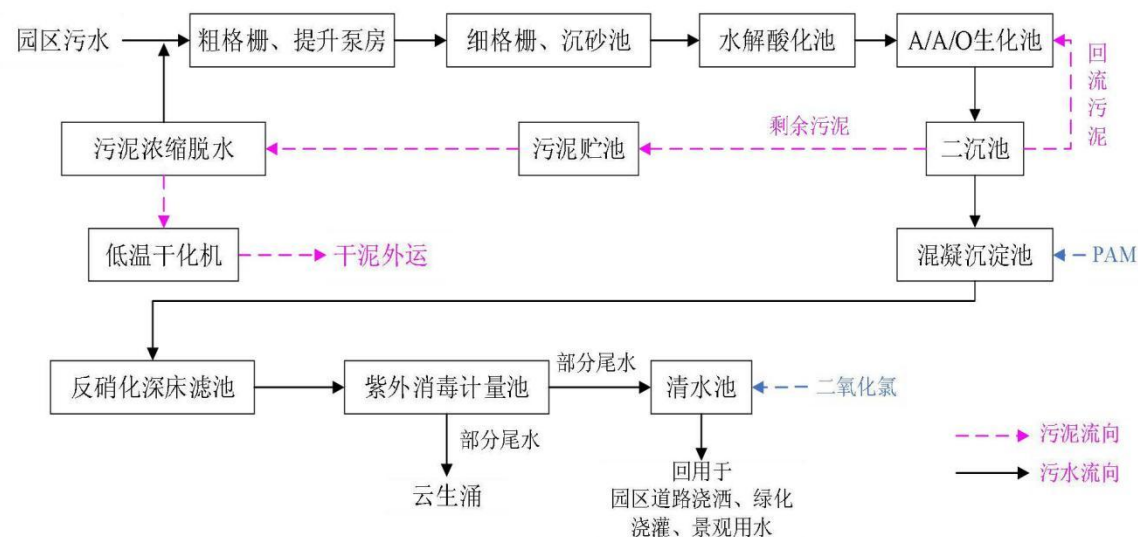 园区污水
粗格栅、提升泵房
细格栅、沉砂池
水解酸化池
A/A/O生化池
回流污泥
污泥浓缩脱水
污泥贮池
剩余污泥
二沉池
低温干化机
干泥外运
混凝沉淀池
PAM
反硝化深床滤池
紫外消毒计量池
部分尾水
清水池
二氧化氯
部分尾水
云生涌
回用于
园区道路浇洒、绿化
浇灌、景观用水
污泥流向
污水流向